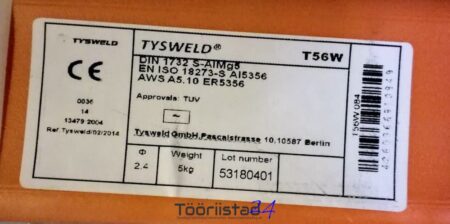 TYSWELD
CE
0036
14
13479 2004
Ref.Tysweld/02/2014
TYSWELD®
T56W
DIN 1732 S-AlMg5
EN ISO 18273-S Al5356
AWS A5.10 ER5356
Approvals: TUV
~
Tysweld GmbH,Pascalstrasse 10,10587 Berlin
Φ Weight Lot number
2.4 5kg 53180401
T56W 084
Tööriistad24